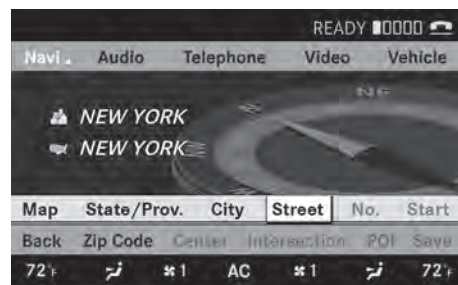 READY
Navi Audio Telephone Video Vehicle
NEW YORK
NEW YORK
Map State/Prov. City Street No. Start
Back Zip Code Center Intersection POI Save
72°F 1 AC 1 72°F